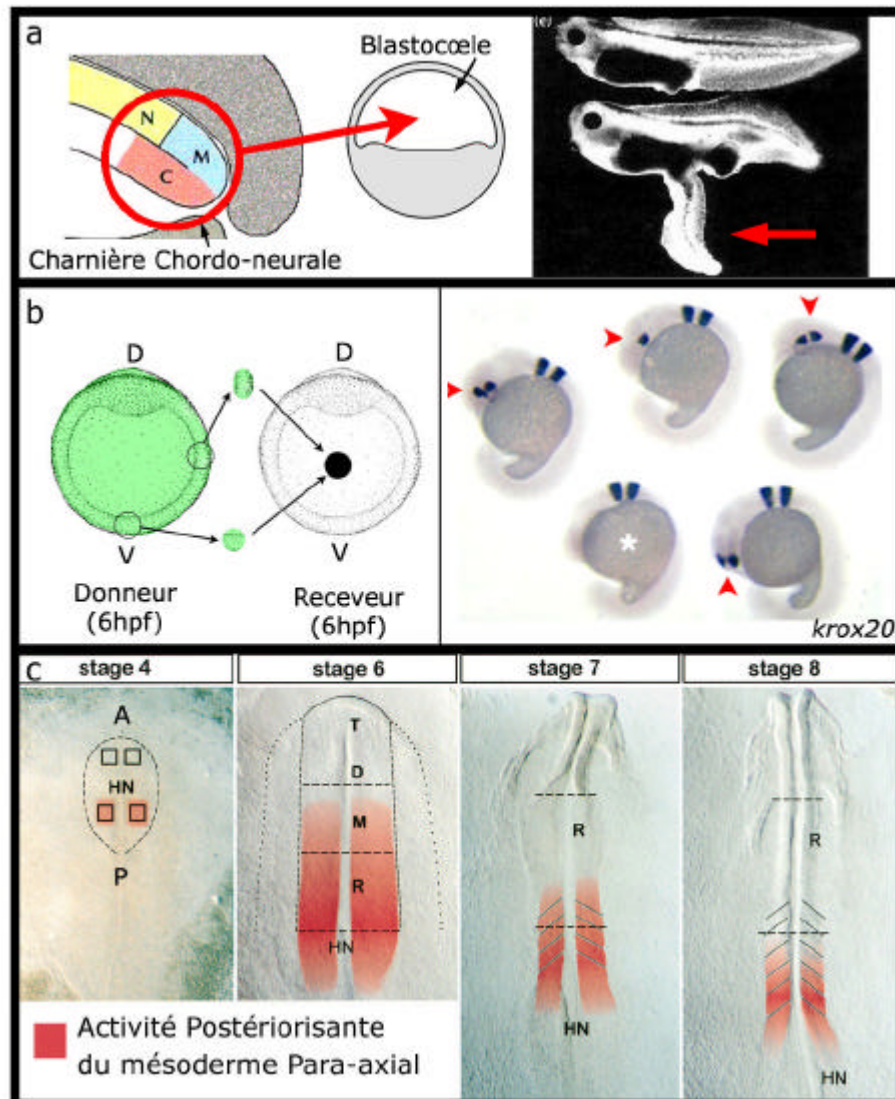 a
Blastocœle
N
M
C
Charnière Chordo-neurale
(e)
b
D
D
V
V
Donneur
(6hpf)
Receveur
(6hpf)
*
krox20
c
stage 4
stage 6
stage 7
stage 8
A
HN
P
T
D
M
R
HN
R
HN
R
HN
Activité Postériorisante
du mésoderme Para-axial